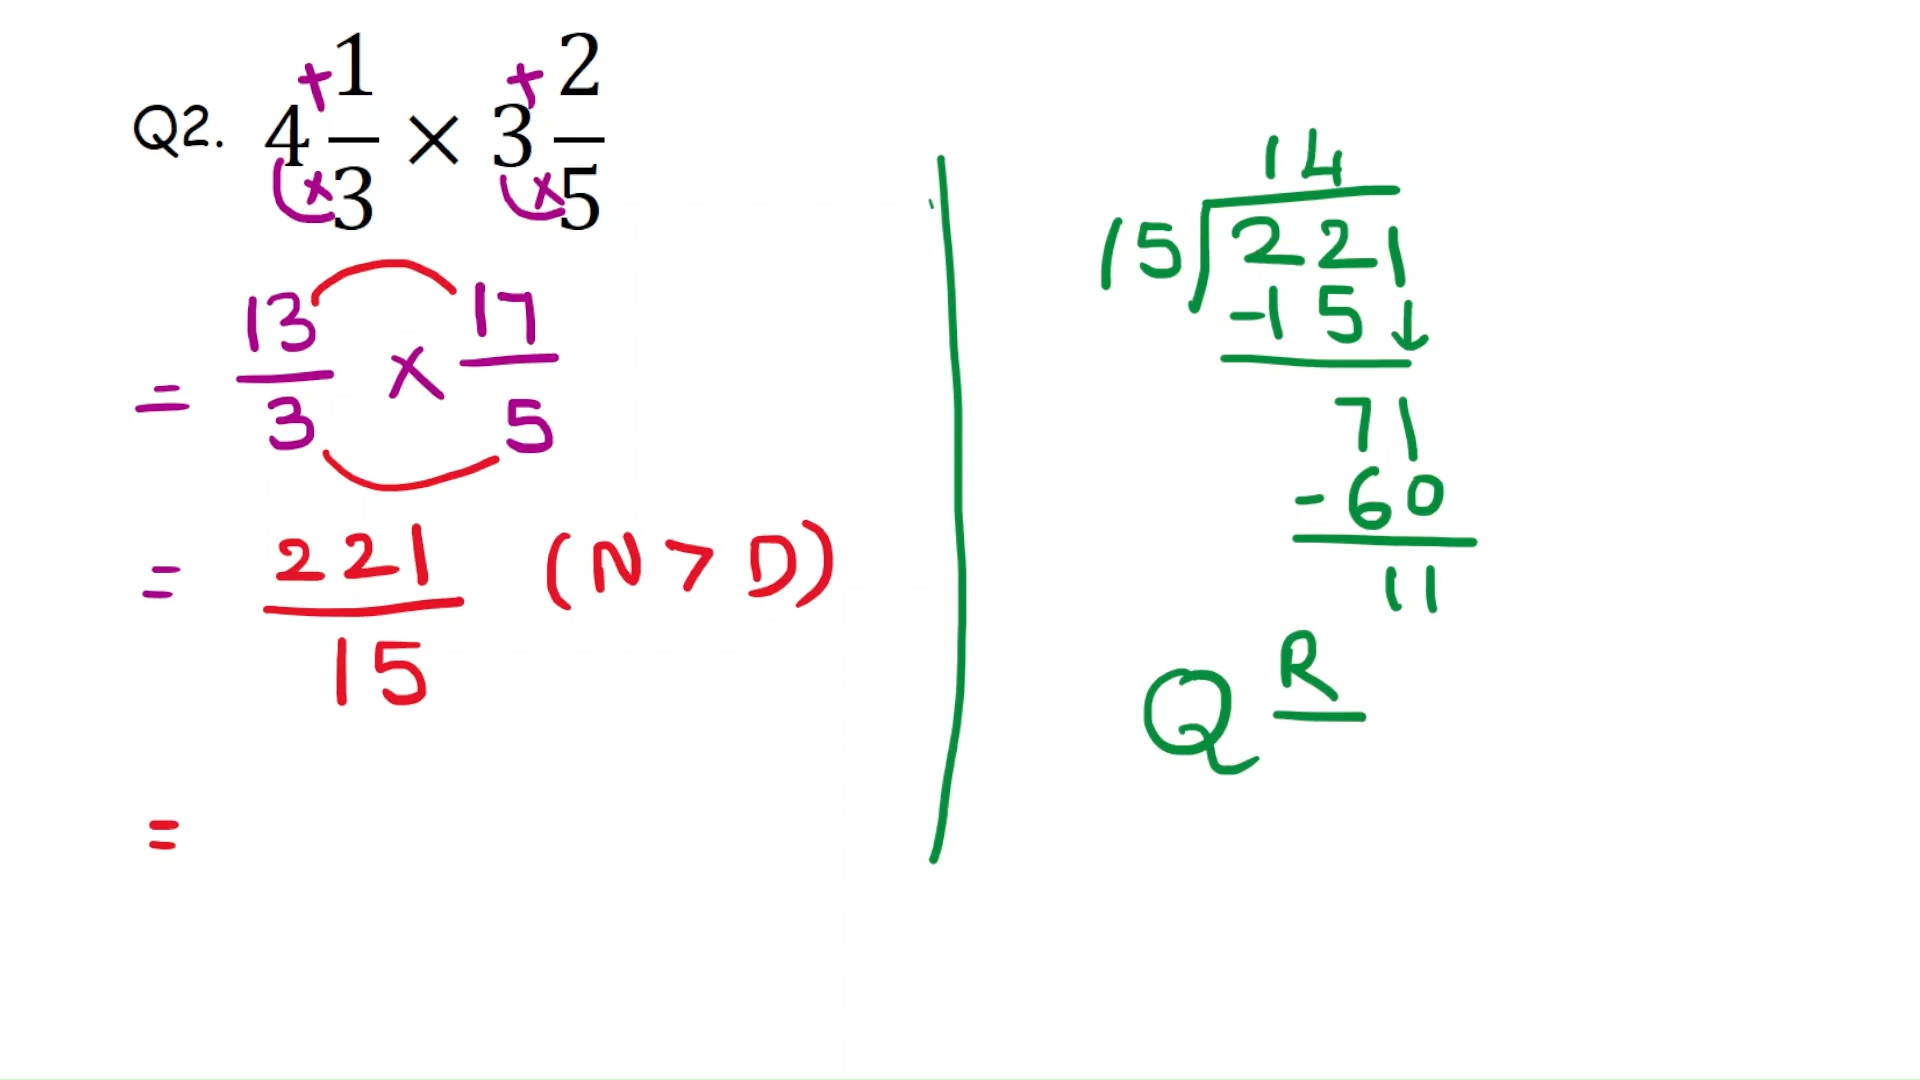 Q2. 4 + 1/3 × 3 + 2/5
× ×
= 13/3 × 17/5
= 221/15 (N > D)
=
14
15)221
-15↓
71
-60
11
Q R/